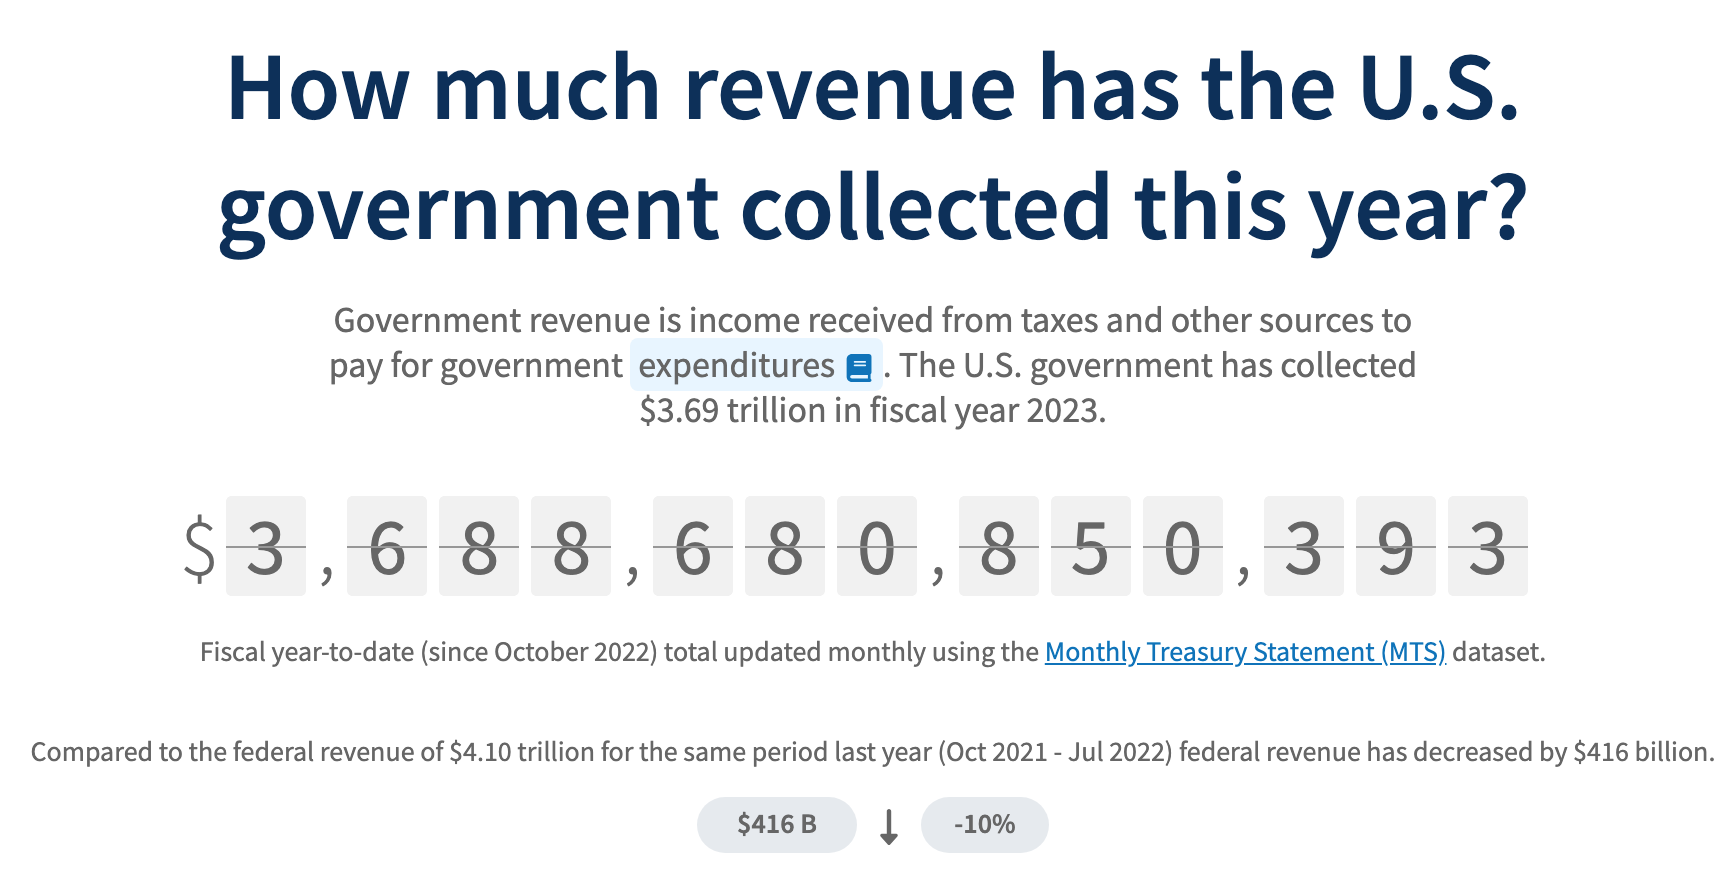 How much revenue has the U.S.
government collected this year?
Government revenue is income received from taxes and other sources to
pay for government expenditures . The U.S. government has collected
$3.69 trillion in fiscal year 2023.
$3,688,680,850,393
Fiscal year-to-date (since October 2022) total updated monthly using the Monthly Treasury Statement (MTS) dataset.
Compared to the federal revenue of $4.10 trillion for the same period last year (Oct 2021 - Jul 2022) federal revenue has decreased by $416 billion.
$416 B ↓ -10%